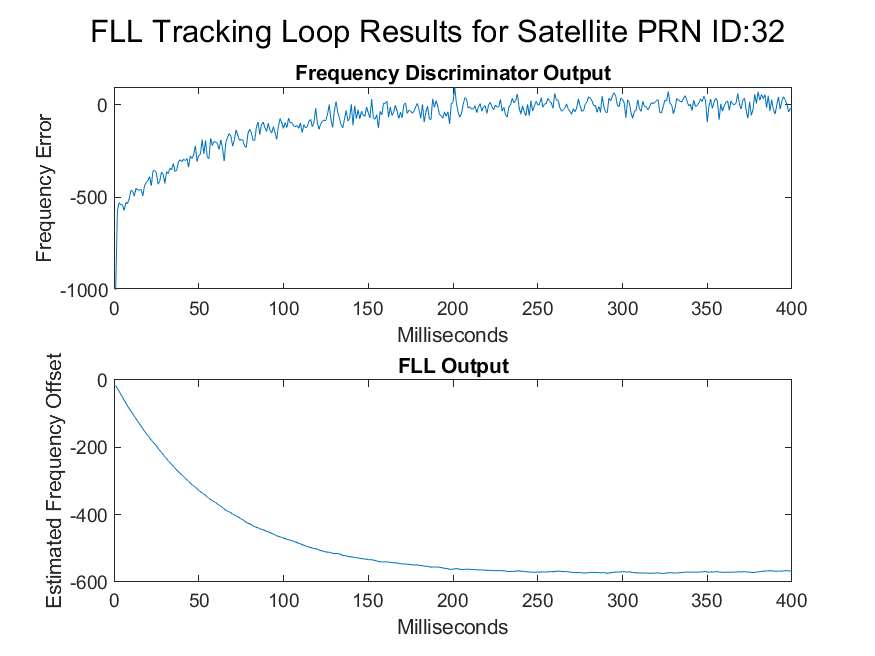 FLL Tracking Loop Results for Satellite PRN ID:32
Frequency Discriminator Output
Frequency Error
0
-500
-1000
0 50 100 150 200 250 300 350 400
Milliseconds
FLL Output
Estimated Frequency Offset
0
-200
-400
-600
0 50 100 150 200 250 300 350 400
Milliseconds